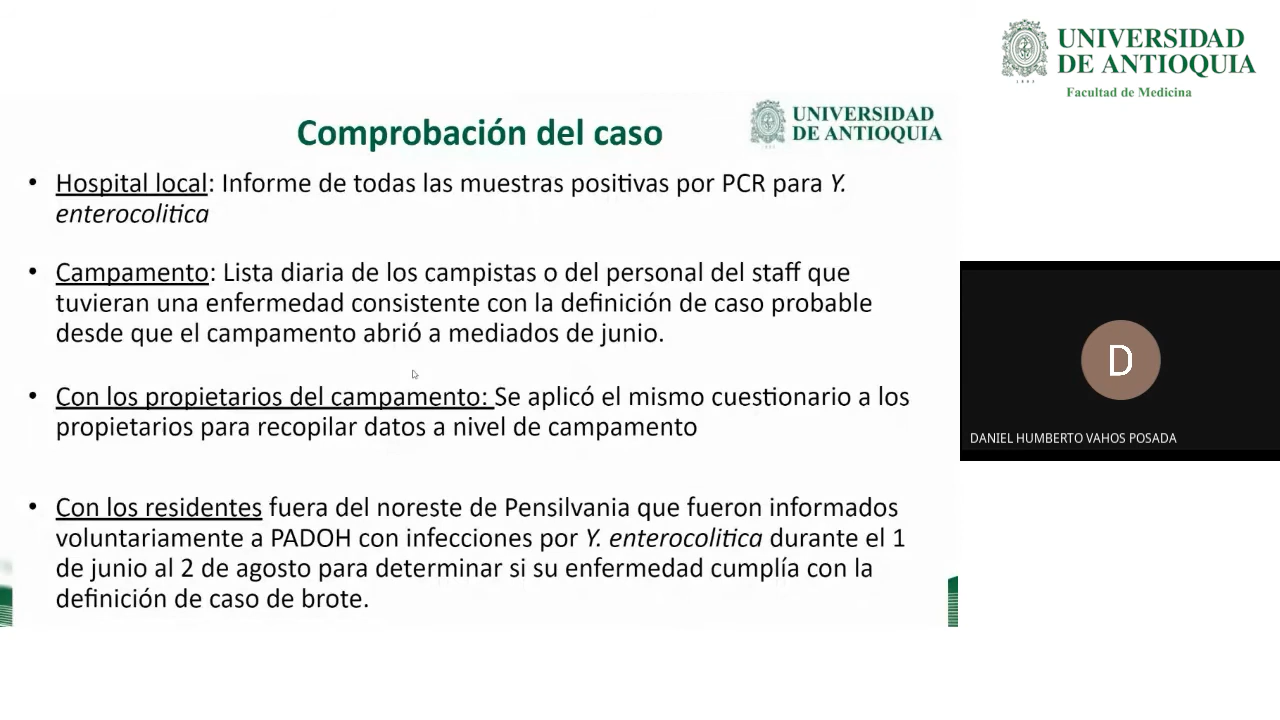 UNIVERSIDAD
DE ANTIOQUIA
Facultad de Medicina
Comprobación del caso
UNIVERSIDAD
DE ANTIOQUIA
• Hospital local: Informe de todas las muestras positivas por PCR para Y.
enterocolitica
• Campamento: Lista diaria de los campistas o del personal del staff que
tuvieran una enfermedad consistente con la definición de caso probable
desde que el campamento abrió a mediados de junio.
• Con los propietarios del campamento: Se aplicó el mismo cuestionario a los
propietarios para recopilar datos a nivel de campamento
• Con los residentes fuera del noreste de Pensilvania que fueron informados
voluntariamente a PADOH con infecciones por Y. enterocolitica durante el 1
de junio al 2 de agosto para determinar si su enfermedad cumplía con la
definición de caso de brote.
D
DANIEL HUMBERTO VAHOS POSADA